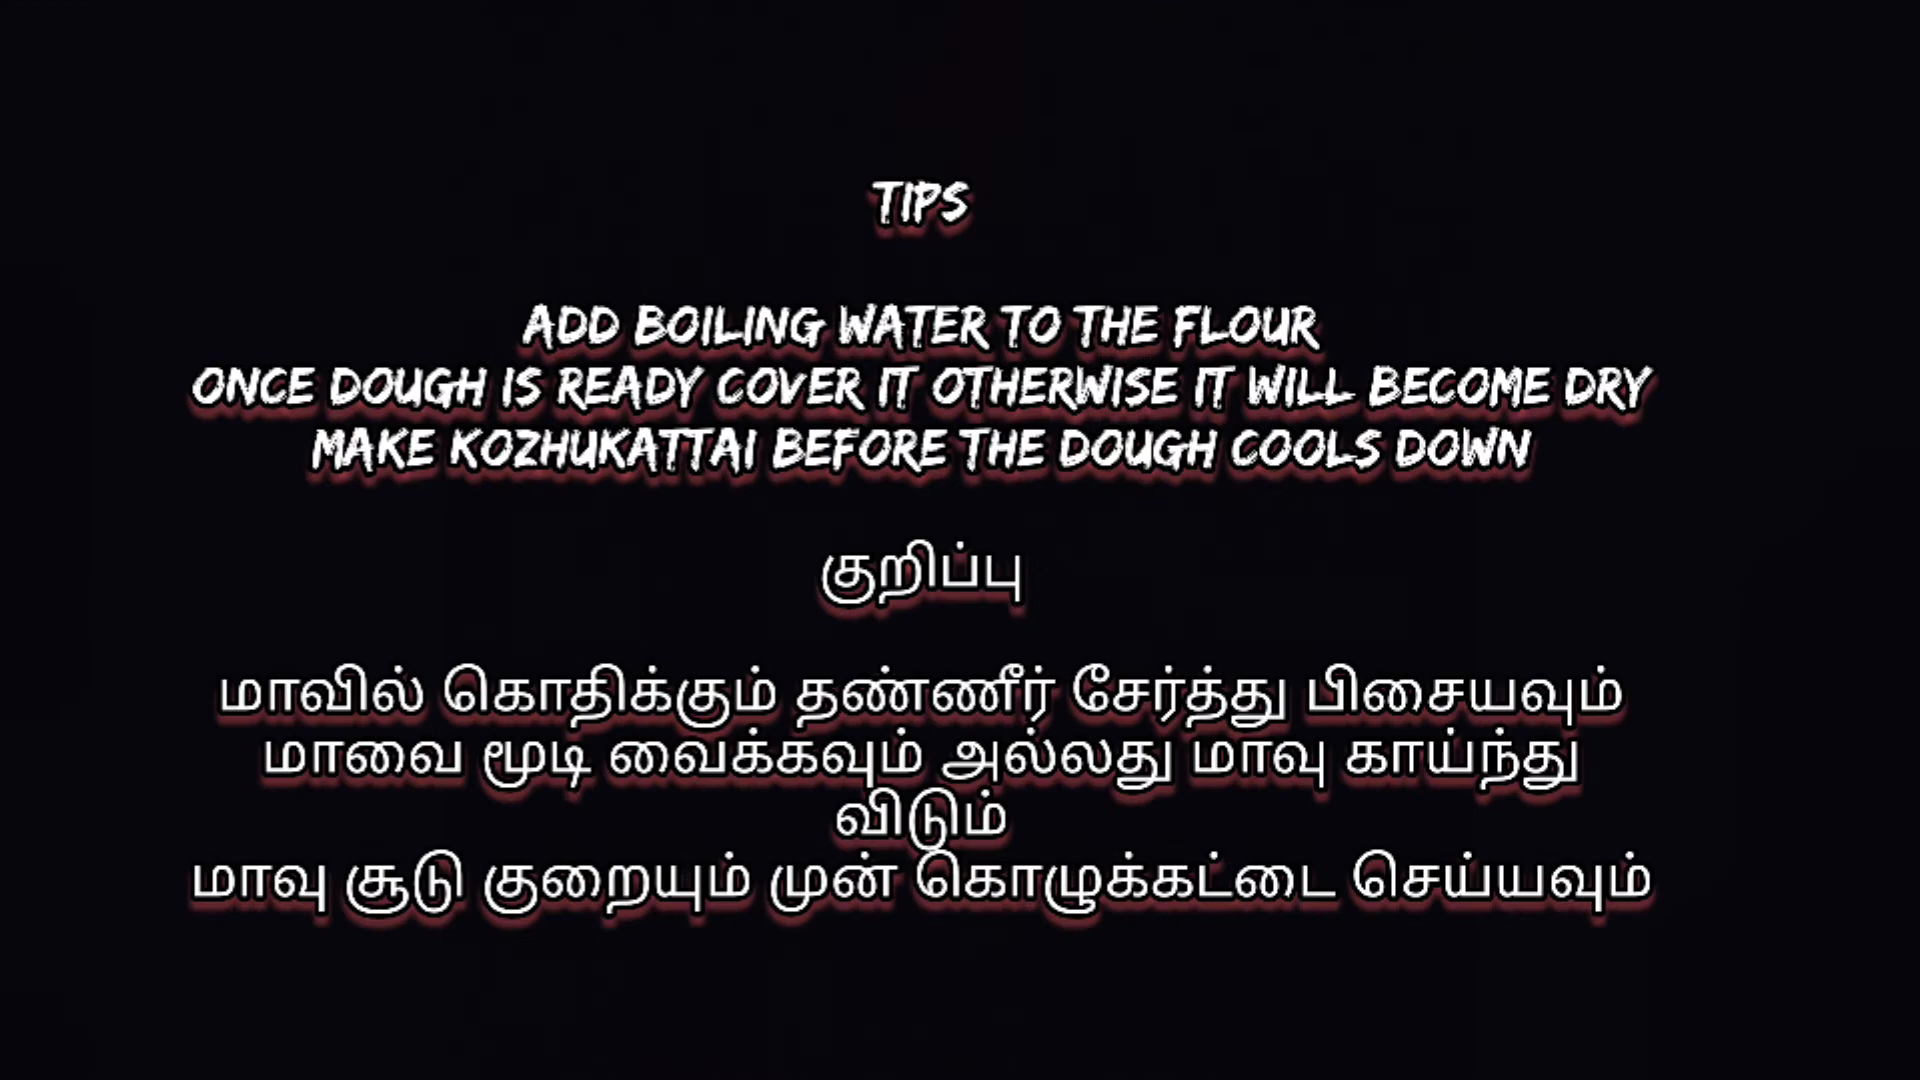 TIPS
ADD BOILING WATER TO THE FLOUR
ONCE DOUGH IS READY COVER IT OTHERWISE IT WILL BECOME DRY
MAKE KOZHUKATTAI BEFORE THE DOUGH COOLS DOWN
குறிப்பு
மாவில் கொதிக்கும் தண்ணீர் சேர்த்து பிசையவும்
மாவை மூடி வைக்கவும் அல்லது மாவு காய்ந்து
விடும்
மாவு சூடு குறையும் முன் கொழுக்கட்டை செய்யவும்